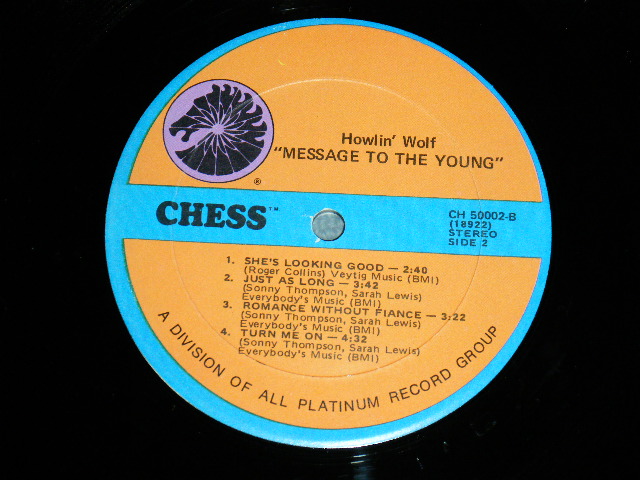 Howlin' Wolf
"MESSAGE TO THE YOUNG"
®
CHESS™
CH 50002-B
(18922)
STEREO
SIDE 2
1. SHE'S LOOKING GOOD — 2:40
(Roger Collins) Veytig Music (BMI)
2. JUST AS LONG — 3:42
(Sonny Thompson, Sarah Lewis)
Everybody's Music (BMI)
3. ROMANCE WITHOUT FIANCE — 3:22
(Sonny Thompson, Sarah Lewis)
Everybody's Music (BMI)
4. TURN ME ON — 4:32
(Sonny Thompson, Sarah Lewis)
Everybody's Music (BMI)
A DIVISION OF ALL PLATINUM RECORD GROUP